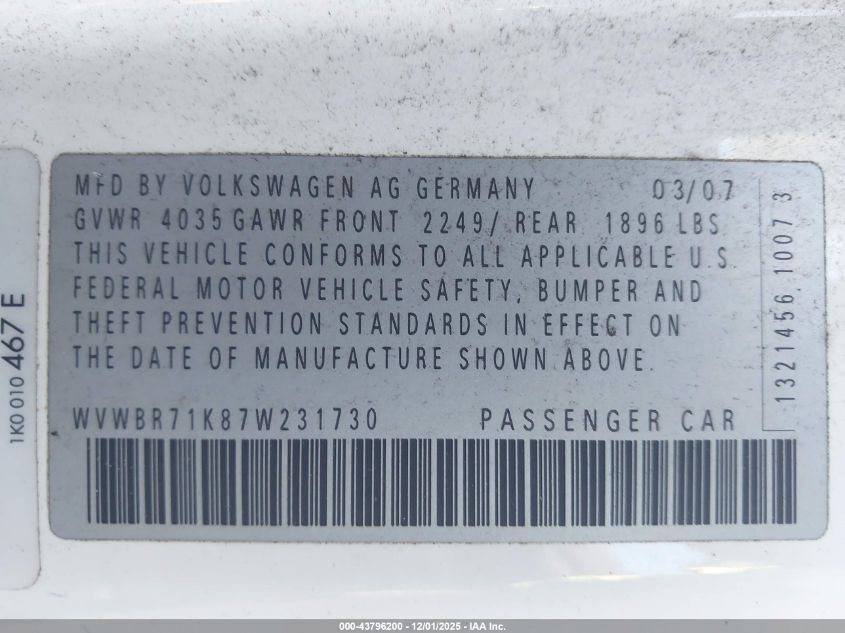 MFD BY VOLKSWAGEN AG GERMANY 03/07
GVWR 4035 GAWR FRONT 2249/ REAR 1896 LBS
THIS VEHICLE CONFORMS TO ALL APPLICABLE U.S.
FEDERAL MOTOR VEHICLE SAFETY, BUMPER AND
THEFT PREVENTION STANDARDS IN EFFECT ON
THE DATE OF MANUFACTURE SHOWN ABOVE.
WVWBR71K87W231730 PASSENGER CAR
1321456.1007 3
1K0 010 467 E
000-43796200 - 12/01/2025 - IAA Inc.